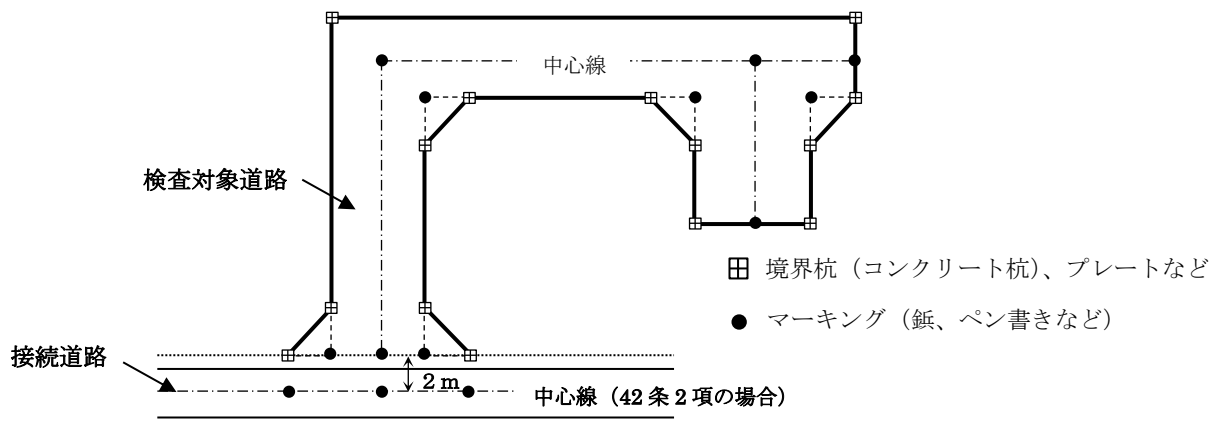 中心線
検査対象道路
境界杭（コンクリート杭）、プレートなど
マーキング（鋲、ペン書きなど）
接続道路
2ｍ
中心線（42条2項の場合）